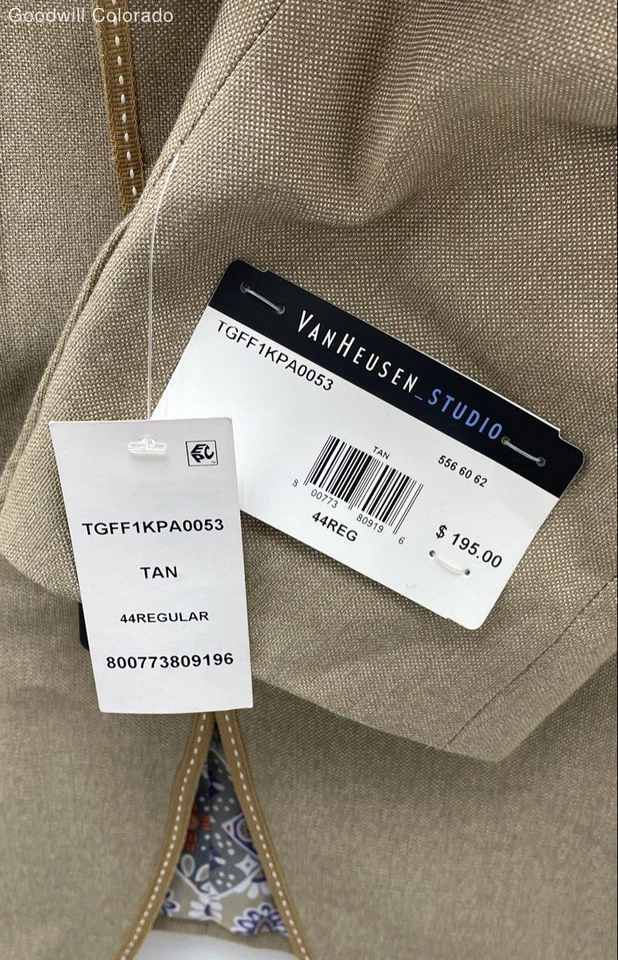 Goodwill Colorado
VANHEUSEN_STUDIO
TGFF1KPA0053
TAN
556 60 62
8 00773 80919 6
44REG
$ 195.00
EPC
TGFF1KPA0053
TAN
44REGULAR
800773809196